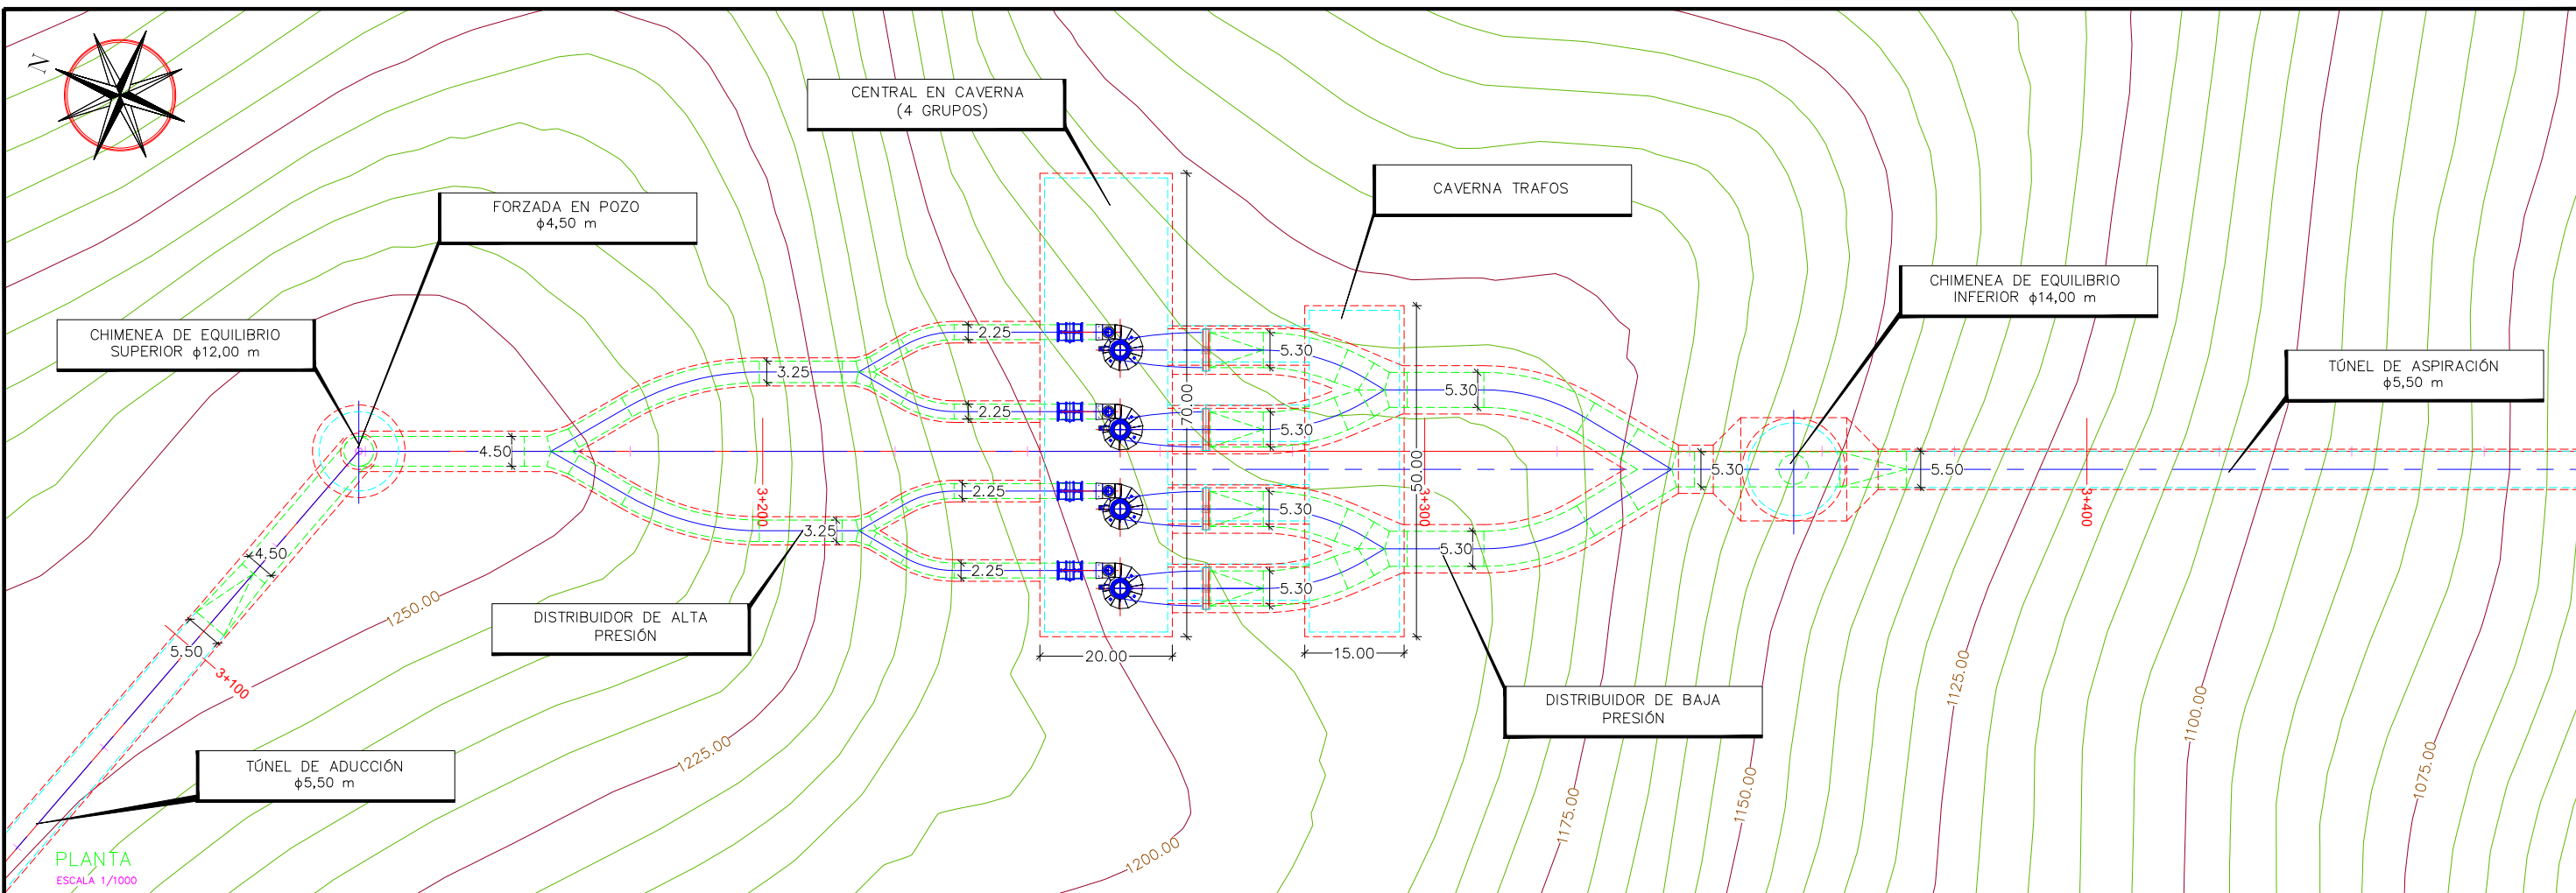 N
CENTRAL EN CAVERNA
(4 GRUPOS)
FORZADA EN POZO
ϕ4,50 m
CAVERNA TRAFOS
CHIMENEA DE EQUILIBRIO
INFERIOR ϕ14,00 m
CHIMENEA DE EQUILIBRIO
SUPERIOR ϕ12,00 m
TÚNEL DE ASPIRACIÓN
ϕ5,50 m
2.25
5.30
3.25
5.30
2.25
70.00
5.30
4.50
5.30
5.50
2.25
50.00
3+200
3+300
3+400
5.30
3.25
4.50
5.30
2.25
5.30
1250.00
DISTRIBUIDOR DE ALTA
PRESIÓN
5.50
20.00
15.00
3+100
1125.00
DISTRIBUIDOR DE BAJA
PRESIÓN
1100.00
1225.00
TÚNEL DE ADUCCIÓN
ϕ5,50 m
1075.00
1150.00
1175.00
1200.00
PLANTA
ESCALA 1/1000